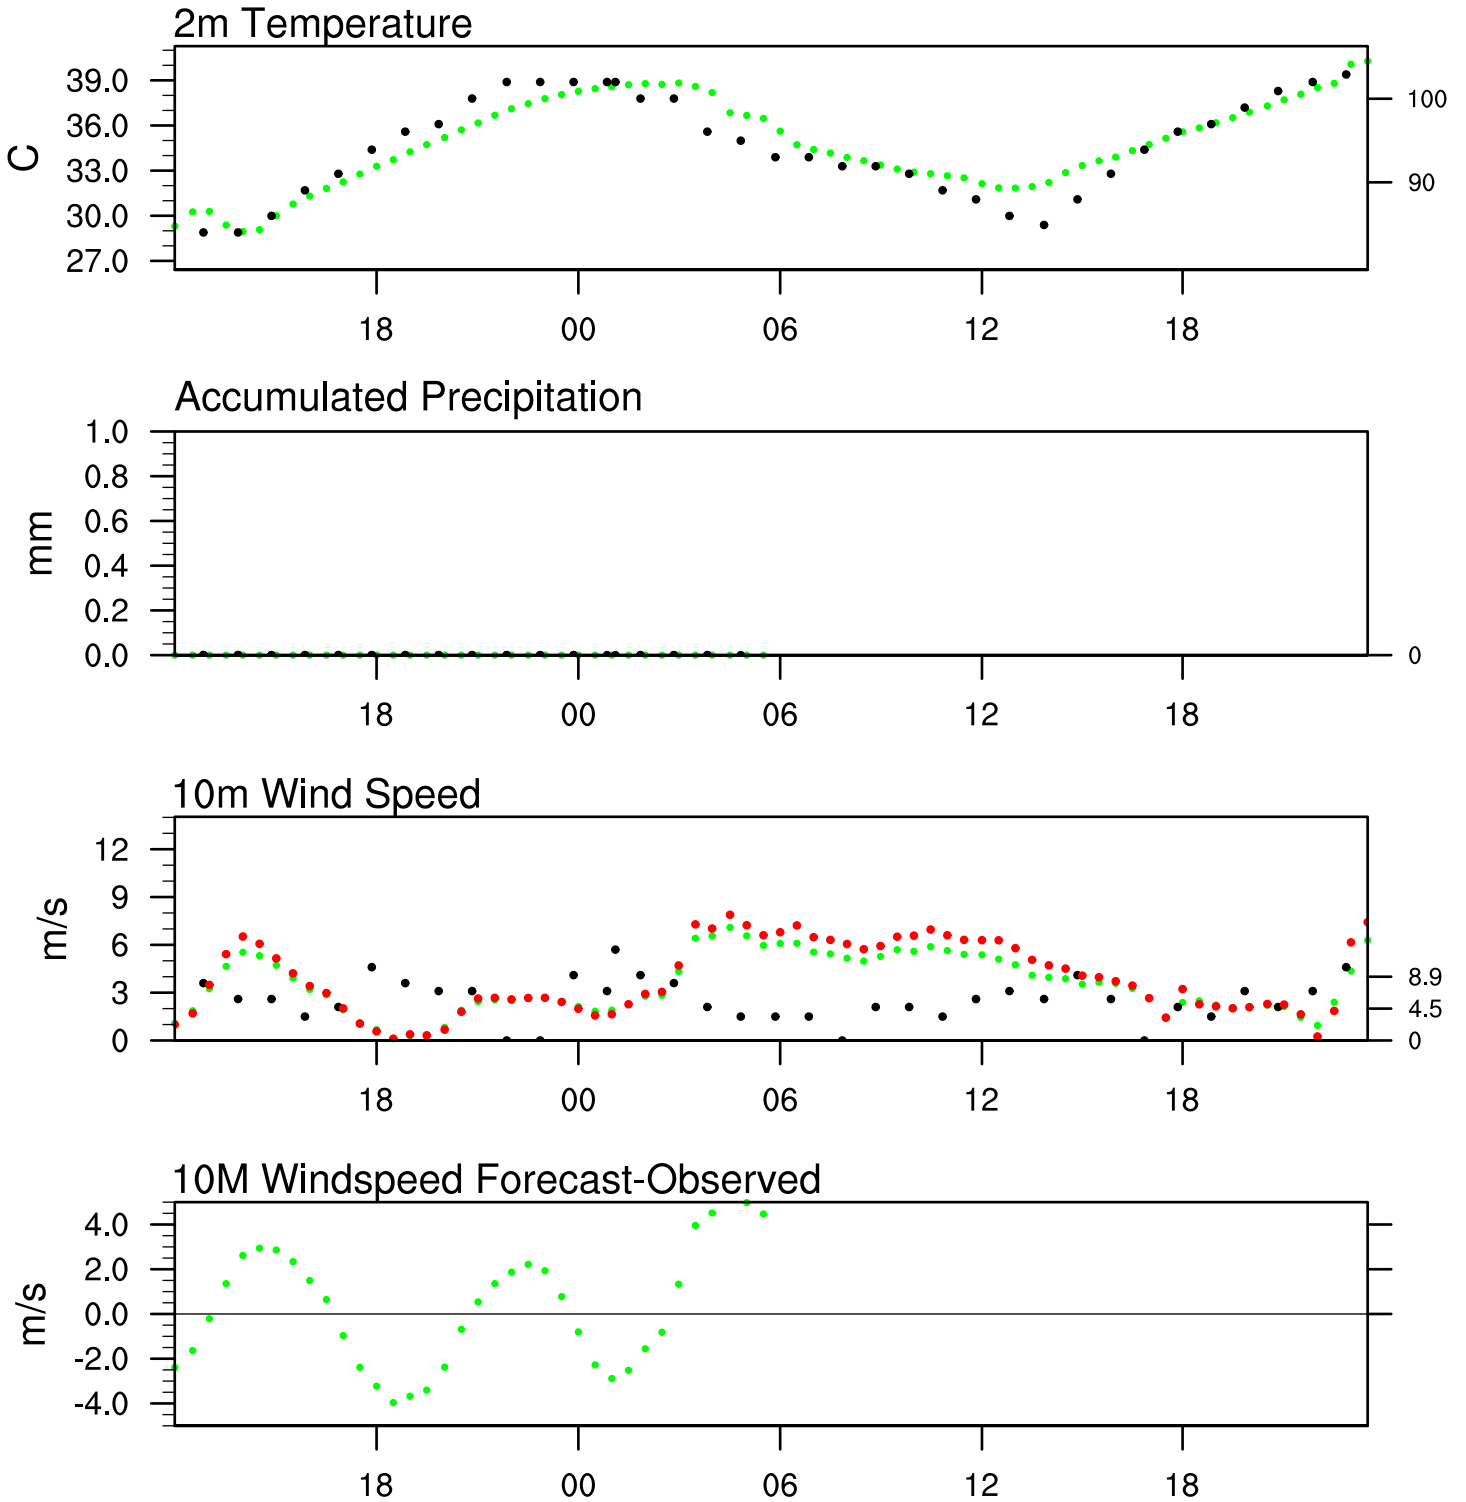 2m Temperature
39.0
36.0
33.0
30.0
27.0
C
100
90
18 00 06 12 18
Accumulated Precipitation
1.0
0.8
0.6
0.4
0.2
0.0
mm
0
18 00 06 12 18
10m Wind Speed
12
9
6
3
0
m/s
8.9
4.5
0
18 00 06 12 18
10M Windspeed Forecast-Observed
4.0
2.0
0.0
-2.0
-4.0
m/s
18 00 06 12 18